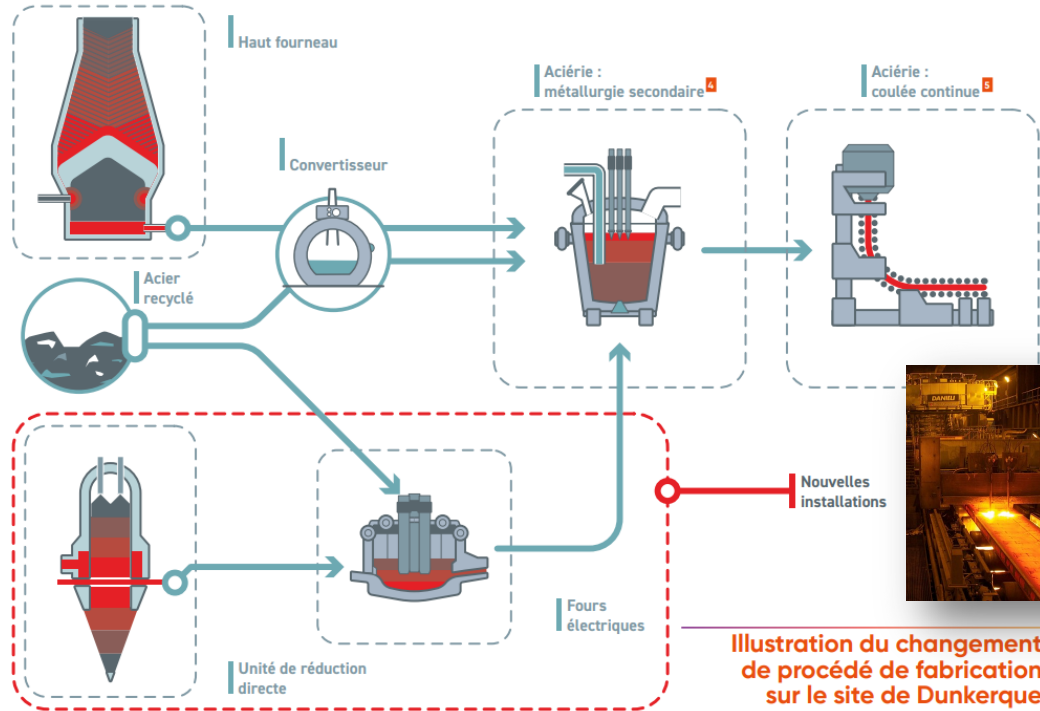 Haut fourneau
Aciérie :
métallurgie secondaire 4
Aciérie :
coulée continue 5
Convertisseur
Acier
recyclé
DANIELI
Nouvelles
installations
Fours
électriques
Unité de réduction
directe
Illustration du changement
de procédé de fabrication
sur le site de Dunkerque